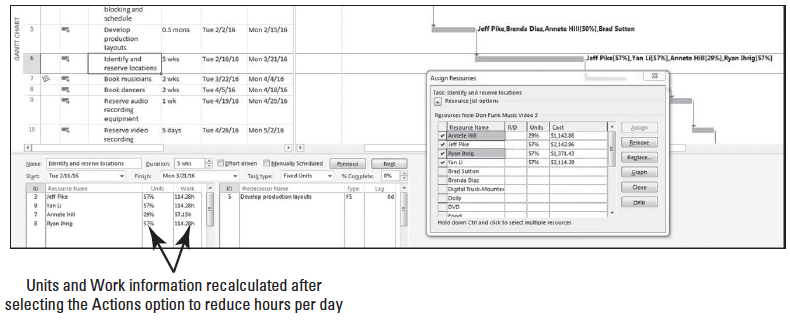 GANTT CHART
blocking and
schedule
5 Develop production layouts 0.5 mons Tue 2/2/16 Mon 2/15/16
Jeff Pike,Brenda Diaz,Annete Hill[50%],Brad Sutton
6 Identify and reserve locations 5 wks Tue 2/16/16 Mon 3/21/16
Jeff Pike[57%],Yan Li[57%],Annete Hill[29%],Ryan Ihrig[57%]
7 Book musicians 2 wks Tue 3/22/16 Mon 4/4/16
8 Book dancers 2 wks Tue 4/5/16 Mon 4/18/16
9 Reserve audio recording equipment 1 wk Tue 4/19/16 Mon 4/25/16
10 Reserve video recording 5 days Tue 4/26/16 Mon 5/2/16
Assign Resources
Task: Identify and reserve locations
Resource list options
Resources from Don Funk Music Video 3
Resource Name R/D Units Cost
Annete Hill 29% $1,142.86
Jeff Pike 57% $2,142.86
Ryan Ihrig 57% $1,771.43
Yan Li 57% $2,114.29
Brad Sutton
Brenda Diaz
Digital Truck-Mounted
Dolly
DVD
Food
Assign
Remove
Replace...
Graph
Close
Help
Hold down Ctrl and click to select multiple resources
Name: Identify and reserve locations Duration: 5 wks Effort driven Manually Scheduled Previous Next
Start: Tue 2/16/16 Finish: Mon 3/21/16 Task type: Fixed Units % Complete: 0%
ID Resource Name Units Work ID Predecessor Name Type Lag
3 Jeff Pike 57% 114.28h 5 Develop production layouts FS 0d
9 Yan Li 57% 114.28h
7 Annete Hill 29% 57.15h
8 Ryan Ihrig 57% 114.28h
Units and Work information recalculated after
selecting the Actions option to reduce hours per day